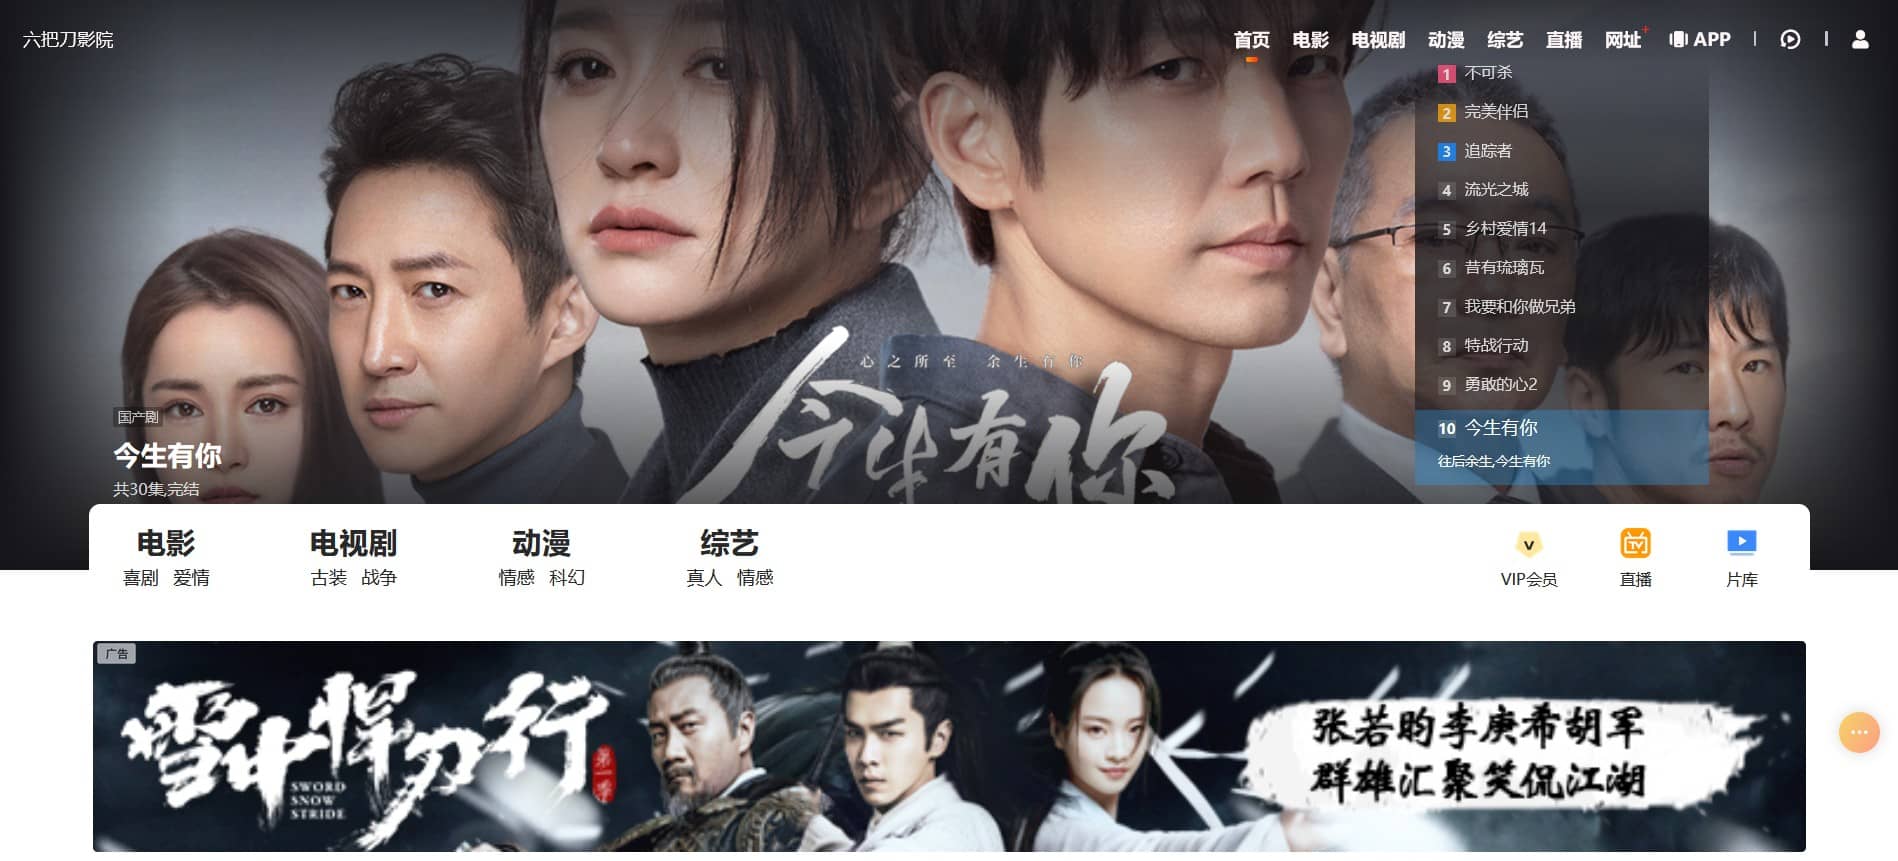 六把刀影院
首页 电影 电视剧 动漫 综艺 直播 网址+ APP
1 不可杀
2 完美伴侣
3 追踪者
4 流光之城
5 乡村爱情14
6 昔有琉璃瓦
7 我要和你做兄弟
8 特战行动
9 勇敢的心2
10 今生有你
往后余生,今生有你
心之所至 余生有你
今生有你
国产剧
今生有你
共30集,完结
电影 电视剧 动漫 综艺
喜剧 爱情 古装 战争 情感 科幻 真人 情感
V
TV
VIP会员 直播 片库
广告
雪中悍刀行
第一季
SWORD
SNOW
STRIDE
张若昀李庚希胡军
群雄汇聚笑侃江湖